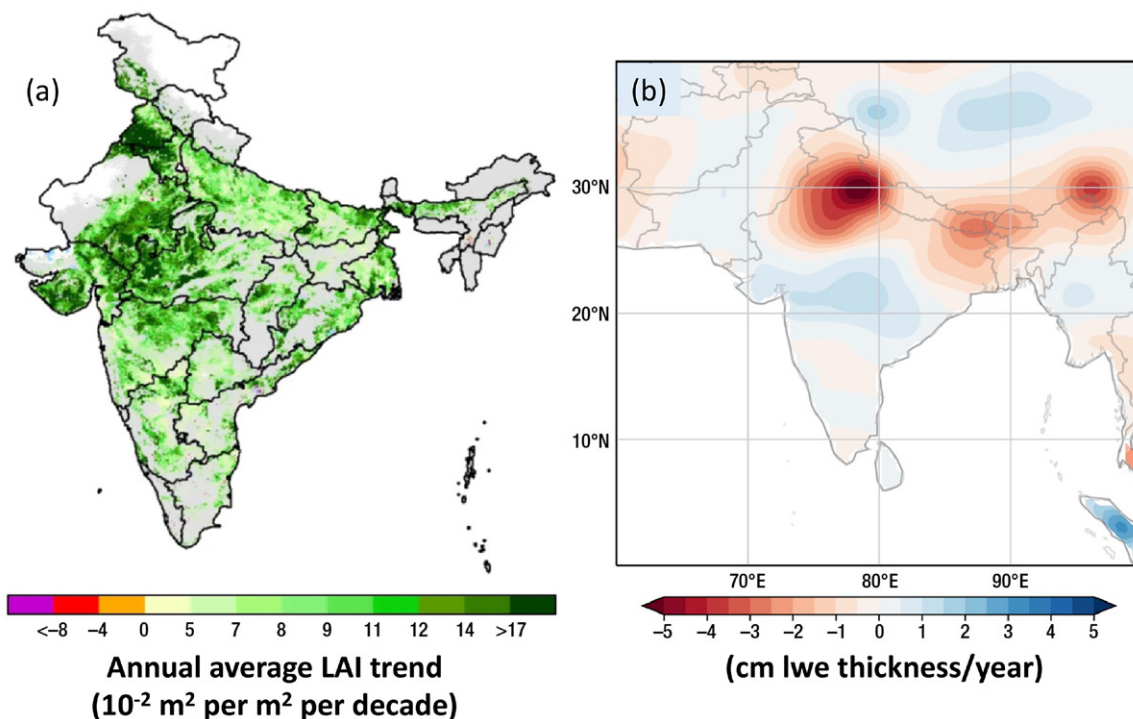 (a)
<–8 –4 0 5 7 8 9 11 12 14 >17
Annual average LAI trend
(10⁻² m² per m² per decade)
(b)
30°N
20°N
10°N
70°E 80°E 90°E
–5 –4 –3 –2 –1 0 1 2 3 4 5
(cm lwe thickness/year)